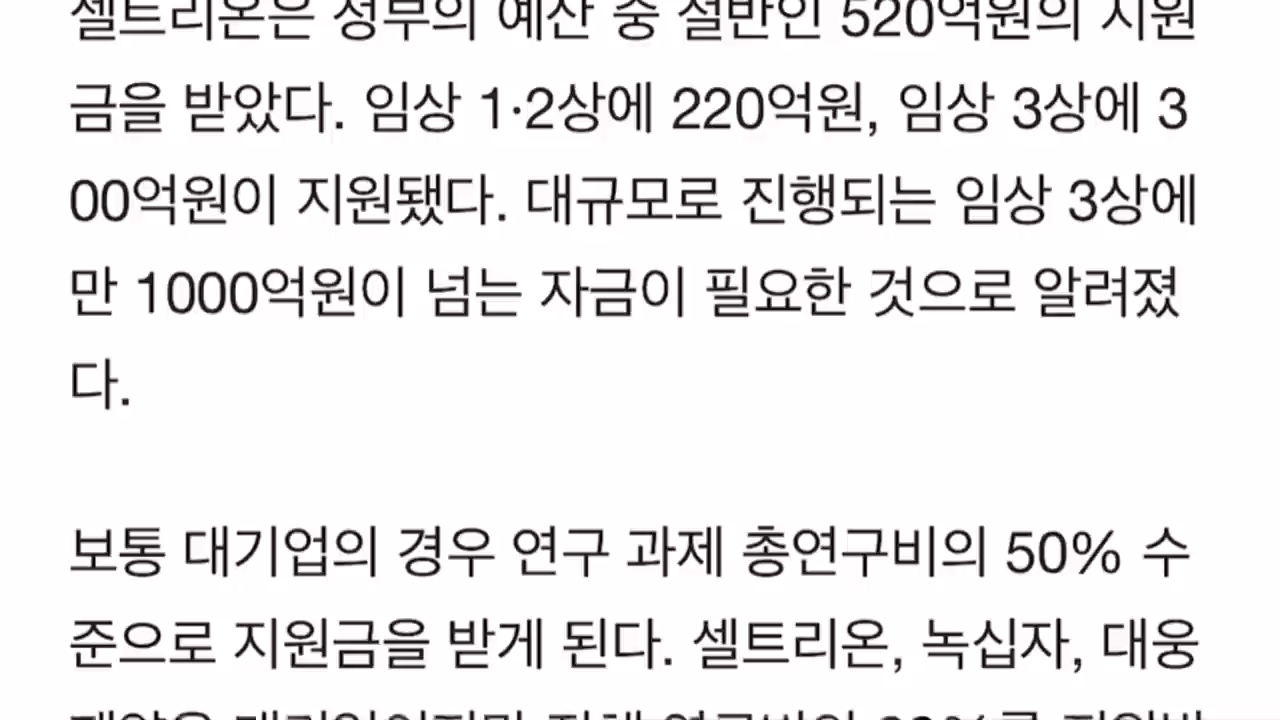 셀트리온은 정부의 예산 중 절반인 520억원의 지원
금을 받았다. 임상 1·2상에 220억원, 임상 3상에 3
00억원이 지원됐다. 대규모로 진행되는 임상 3상에
만 1000억원이 넘는 자금이 필요한 것으로 알려졌
다.
보통 대기업의 경우 연구 과제 총연구비의 50% 수
준으로 지원금을 받게 된다. 셀트리온, 녹십자, 대웅